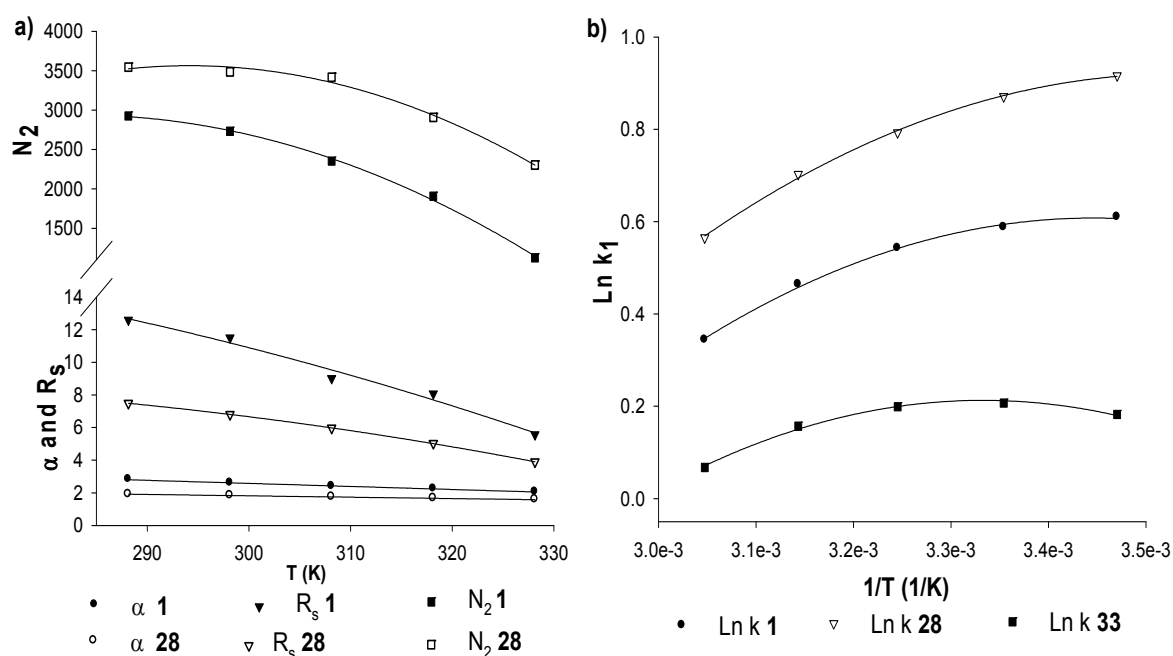 a)
4000
3500
3000
2500
2000
1500
N2
14
12
10
8
6
4
2
0
α and Rs
290 300 310 320 330
T (K)
α 1 Rs 1 N2 1
α 28 Rs 28 N2 28
b)
1.0
0.8
0.6
0.4
0.2
0.0
Ln k1
3.0e-3 3.1e-3 3.2e-3 3.3e-3 3.4e-3 3.5e-3
1/T (1/K)
Ln k 1 Ln k 28 Ln k 33